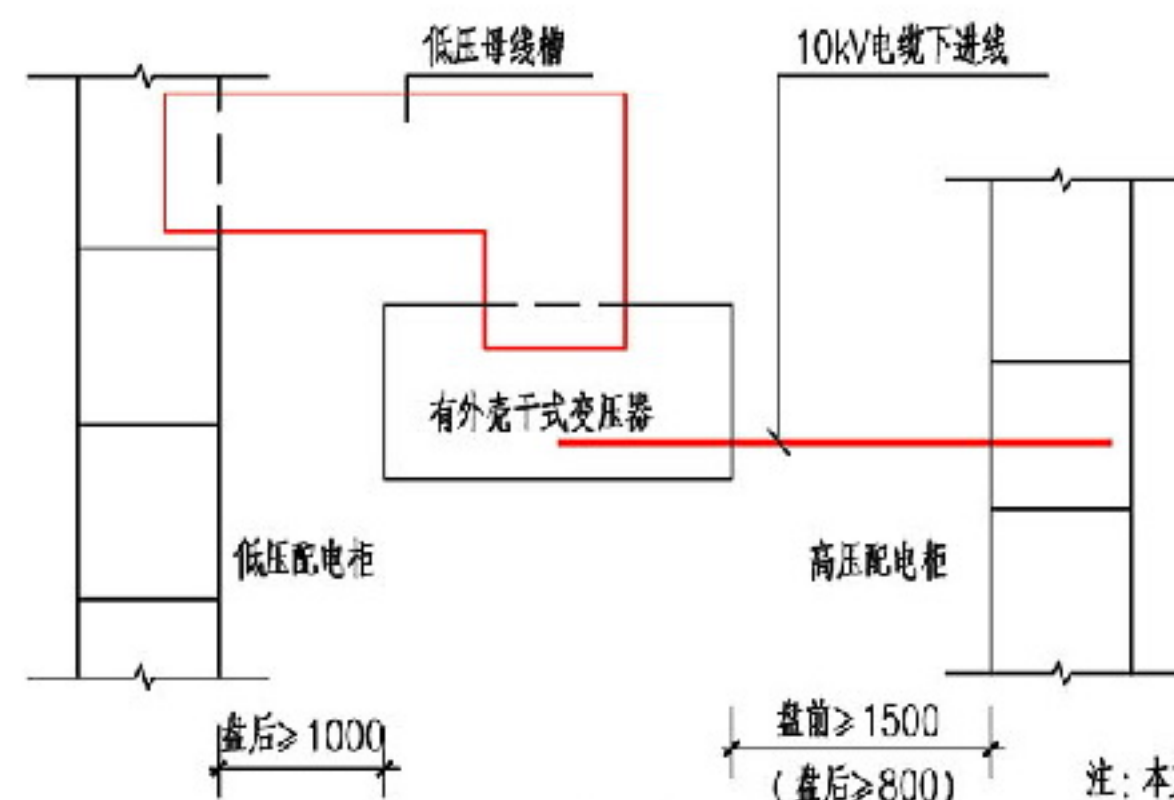 低压母线槽
10kV电缆下进线
有外壳干式变压器
低压配电柜
高压配电柜
盘后≥1000
盘前≥1500
(盘后≥800)
注:本